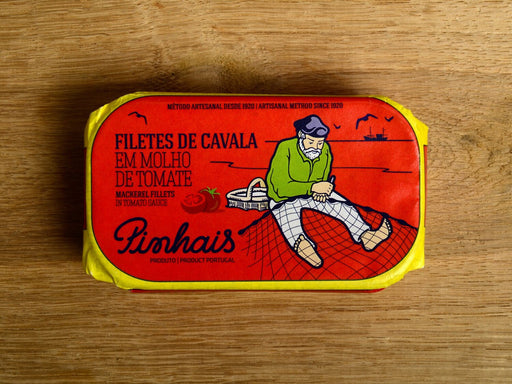 MÉTODO ARTESANAL DESDE 1920 | ARTISANAL METHOD SINCE 1920
FILETES DE CAVALA
EM MOLHO
DE TOMATE
MACKEREL FILLETS
IN TOMATO SAUCE
Pinhais
PRODUTO | PRODUCT PORTUGAL